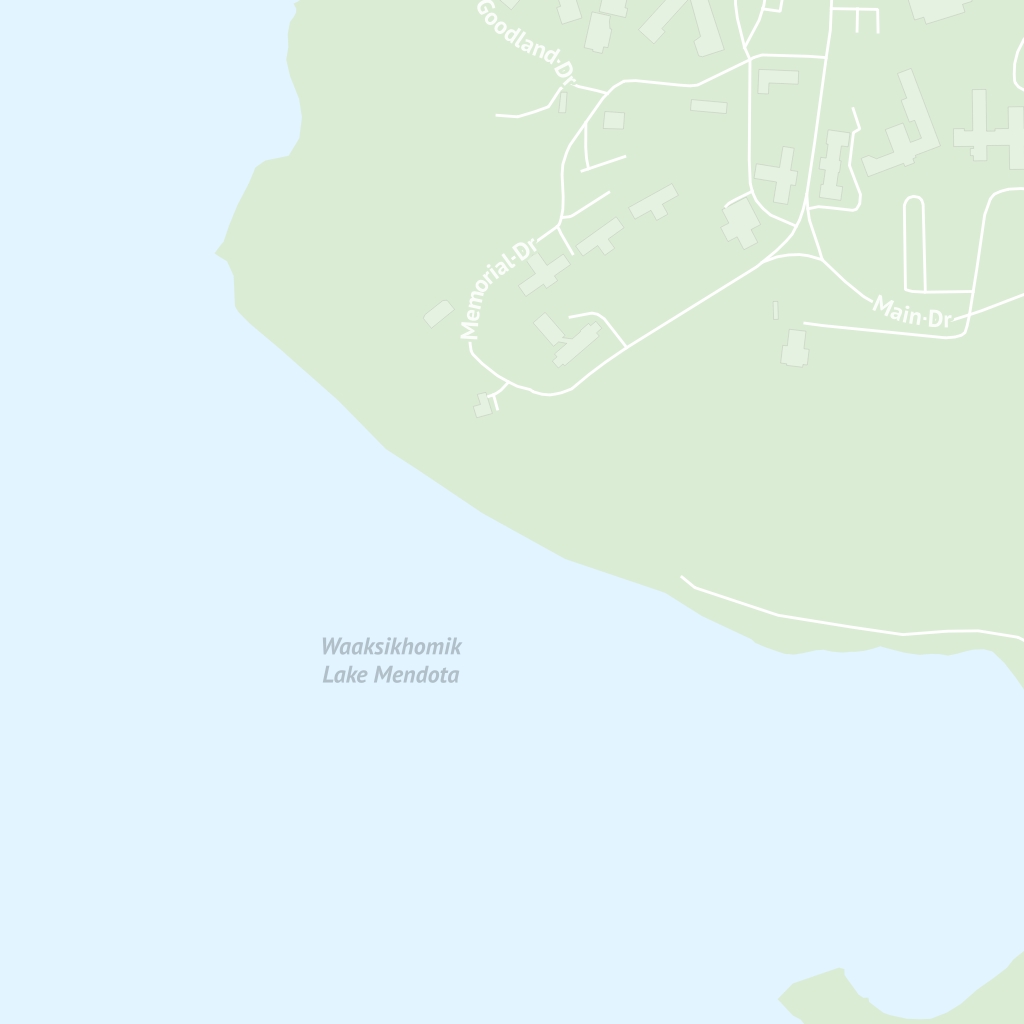 Goodland Dr
Memorial Dr
Main Dr
Waaksikhomik
Lake Mendota